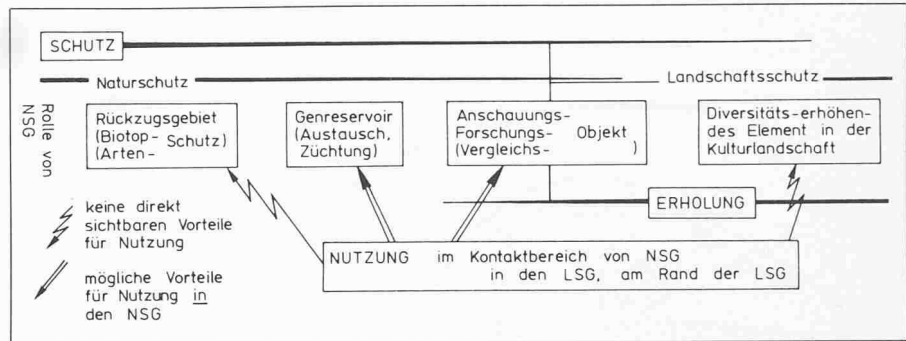 SCHUTZ
Naturschutz
Landschaftsschutz
Rolle von
NSG
Rückzugsgebiet
(Biotop- Schutz)
(Arten-
Genreservoir
(Austausch,
Züchtung)
Anschauungs-
Forschungs- Objekt
(Vergleichs- )
Diversitäts-erhöhen-
des Element in der
Kulturlandschaft
ERHOLUNG
keine direkt
sichtbaren Vorteile
für Nutzung
NUTZUNG im Kontaktbereich von NSG
in den LSG, am Rand der LSG
mögliche Vorteile
für Nutzung in
den NSG